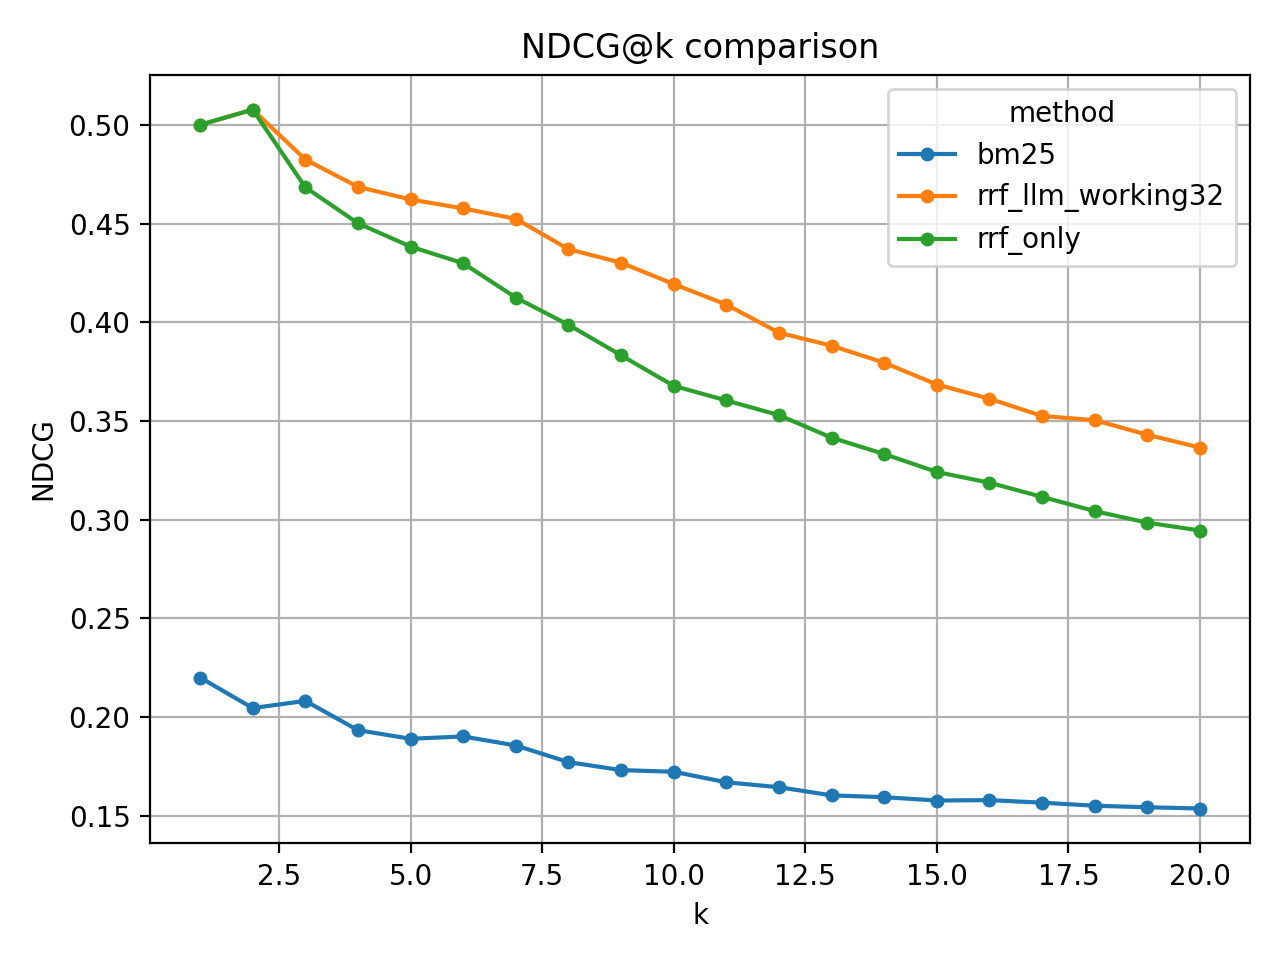 NDCG@k comparison
method
bm25
rrf_llm_working32
rrf_only
NDCG
0.50
0.45
0.40
0.35
0.30
0.25
0.20
0.15
2.5 5.0 7.5 10.0 12.5 15.0 17.5 20.0
k